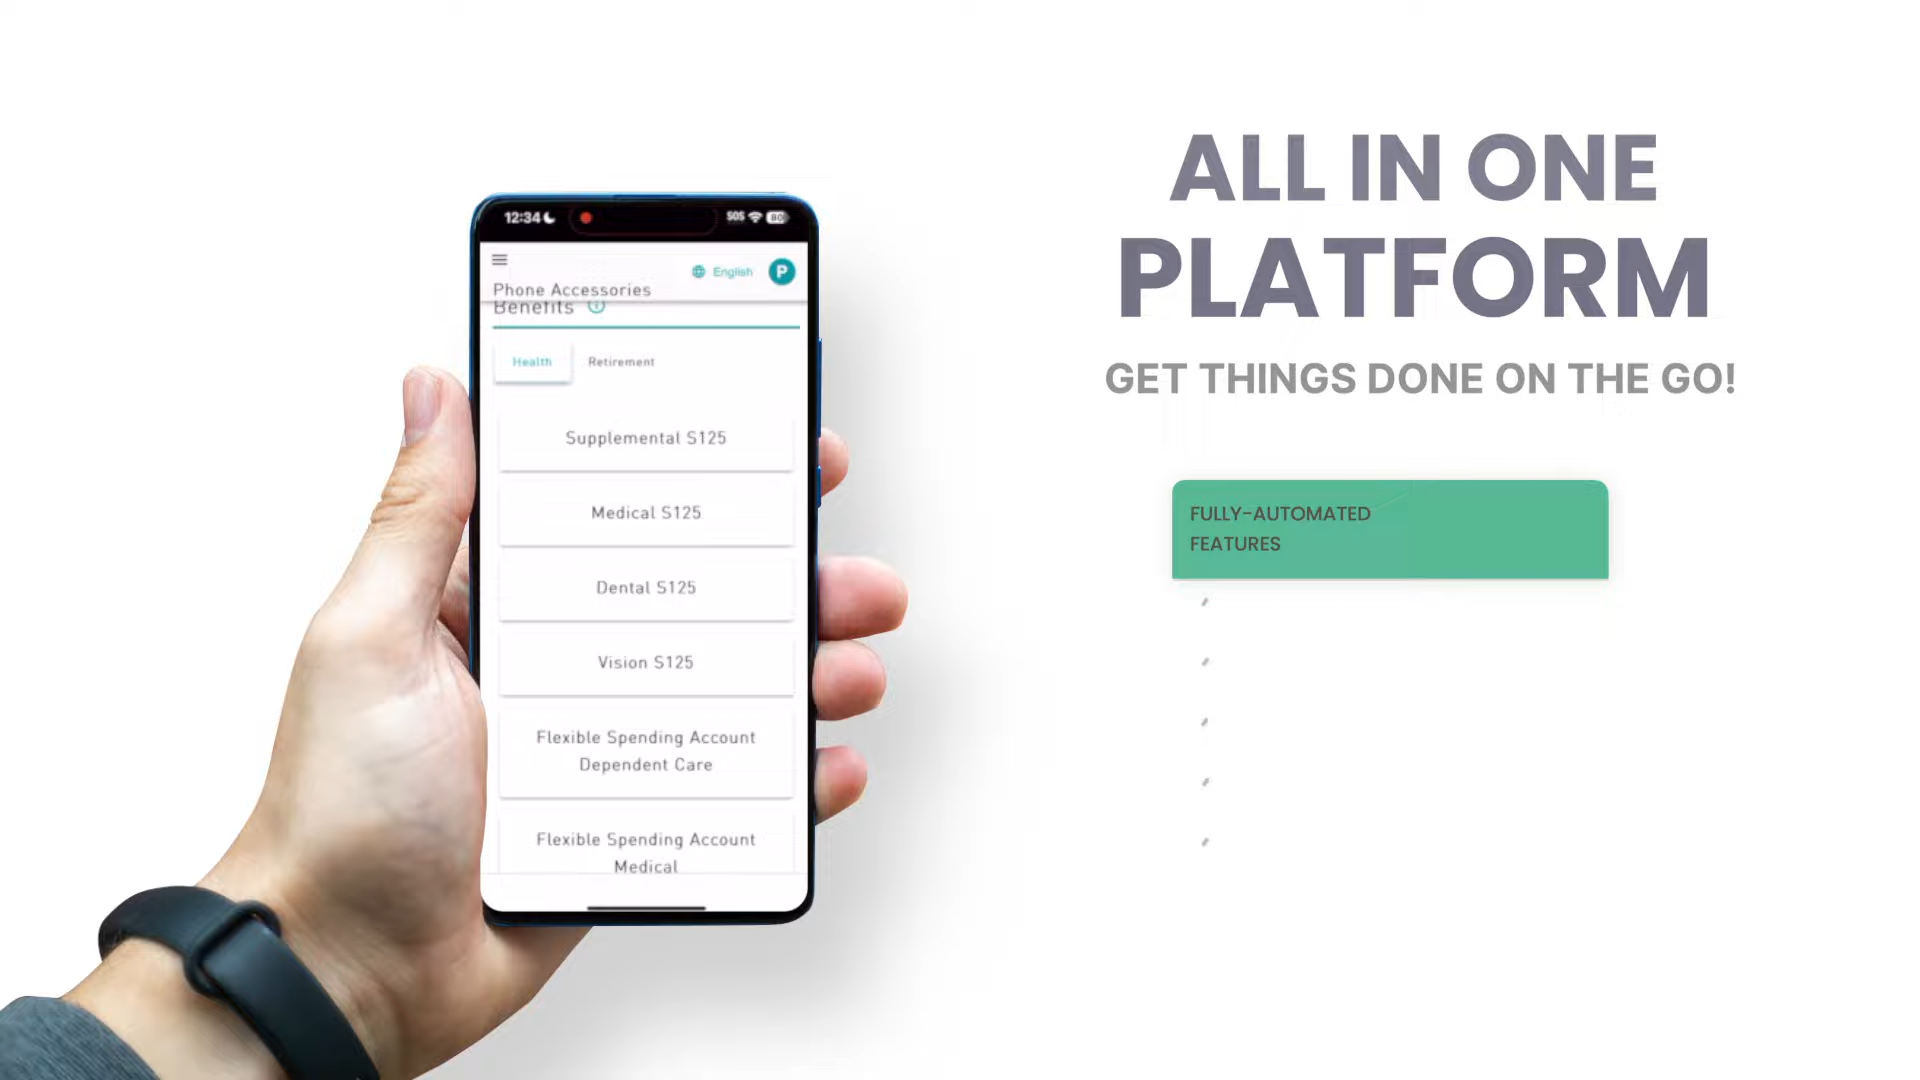 12:34
SOS
80
English
P
Phone Accessories
Benefits
Health
Retirement
Supplemental S125
Medical S125
Dental S125
Vision S125
Flexible Spending Account
Dependent Care
Flexible Spending Account
Medical
ALL IN ONE
PLATFORM
GET THINGS DONE ON THE GO!
FULLY-AUTOMATED
FEATURES